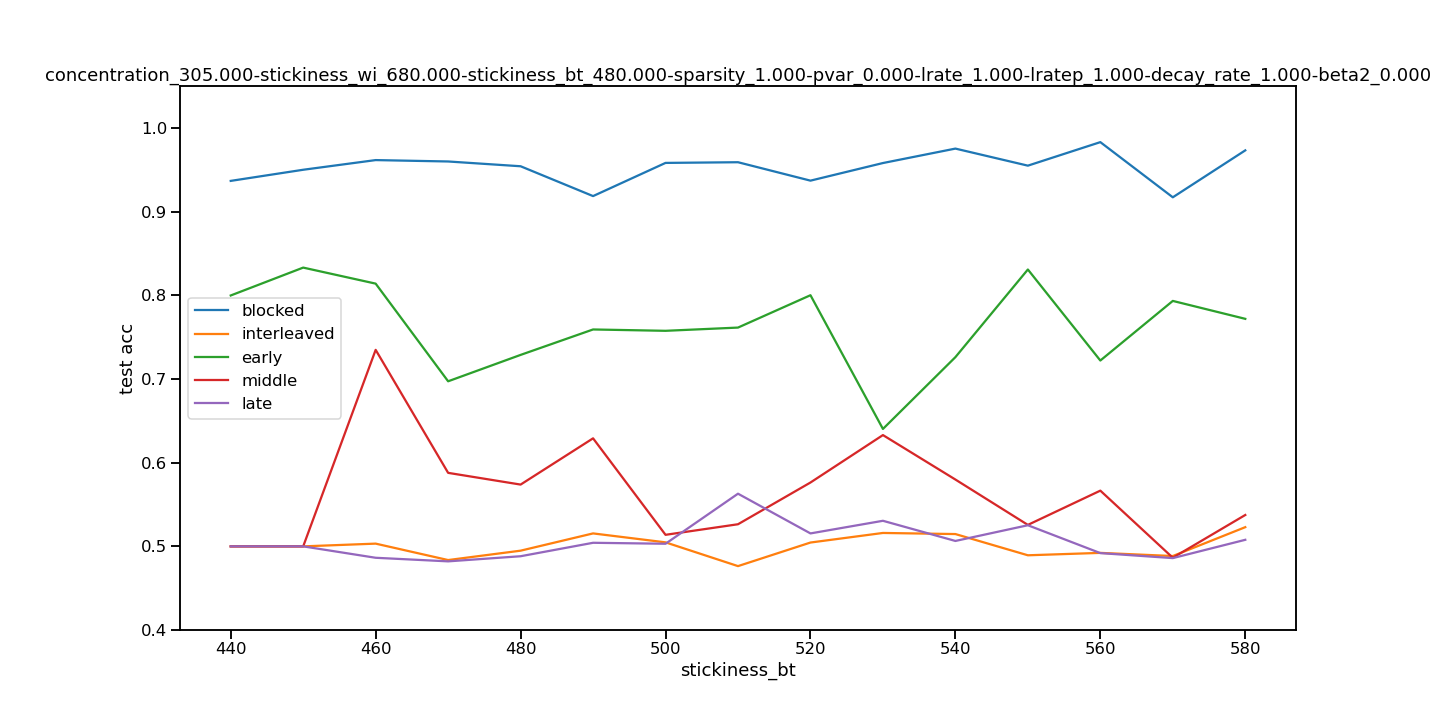 concentration_305.000-stickiness_wi_680.000-stickiness_bt_480.000-sparsity_1.000-pvar_0.000-lrate_1.000-lratep_1.000-decay_rate_1.000-beta2_0.000
1.0
0.9
0.8
0.7
0.6
0.5
0.4
test acc
blocked
interleaved
early
middle
late
440 460 480 500 520 540 560 580
stickiness_bt